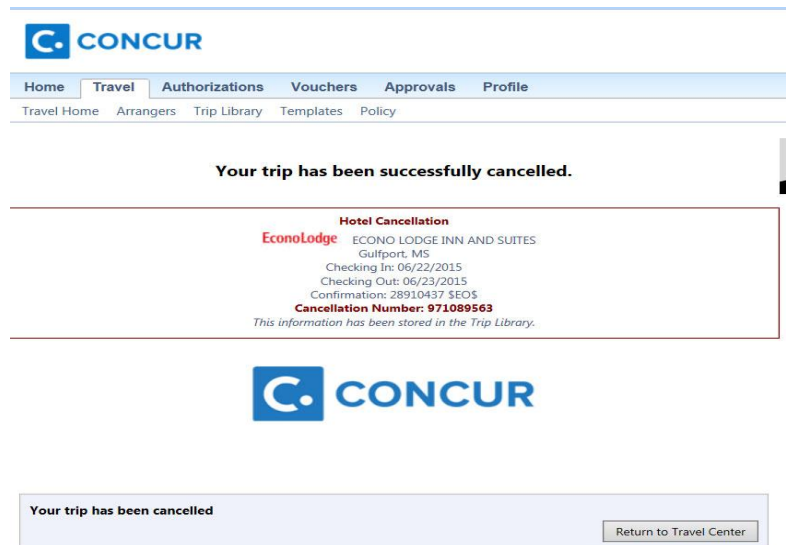 C. CONCUR
Home Travel Authorizations Vouchers Approvals Profile
Travel Home Arrangers Trip Library Templates Policy
Your trip has been successfully cancelled.
Hotel Cancellation
EconoLodge ECONO LODGE INN AND SUITES
Gulfport, MS
Checking In: 06/22/2015
Checking Out: 06/23/2015
Confirmation: 28910437 $EO$
Cancellation Number: 971089563
This information has been stored in the Trip Library.
C. CONCUR
Your trip has been cancelled
Return to Travel Center